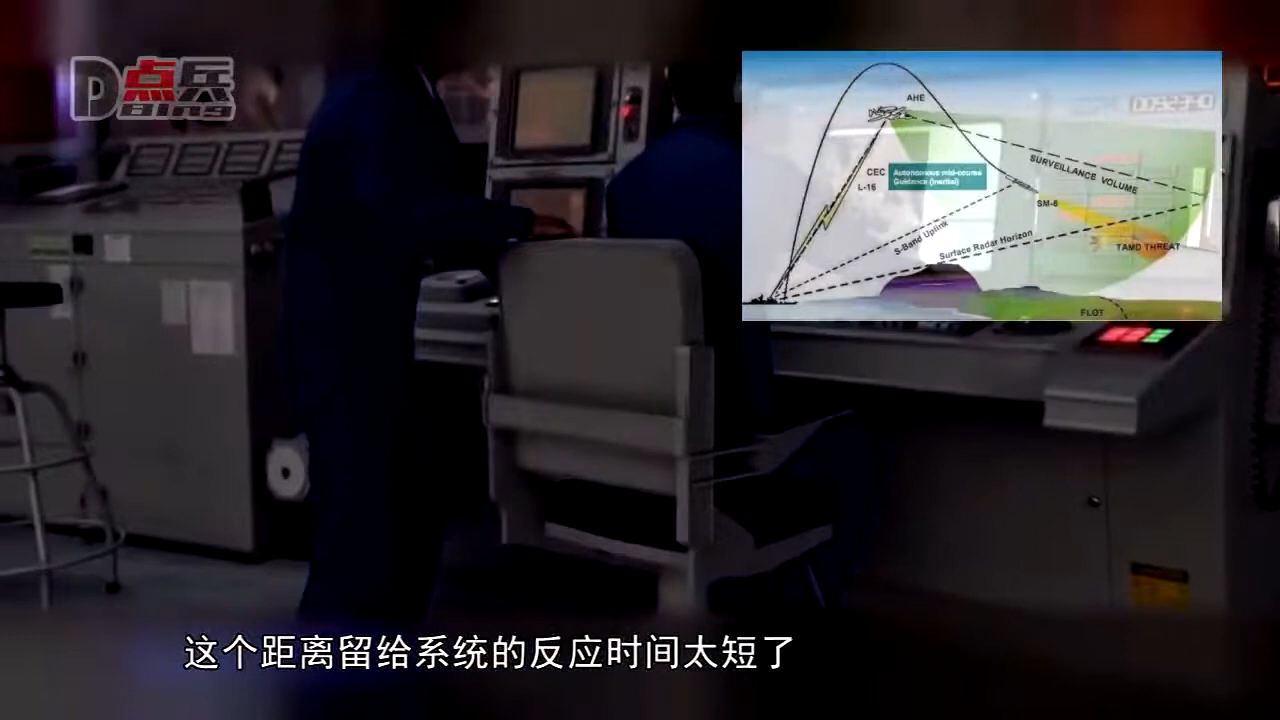 D点兵
BING
AHE
SURVEILLANCE VOLUME
CEC
L-16
Autonomous mid-course
Guidance (inertial)
SM-6
S-Band Uplink
Surface Radar Horizon
TAMD THREAT
FLOT
这个距离留给系统的反应时间太短了